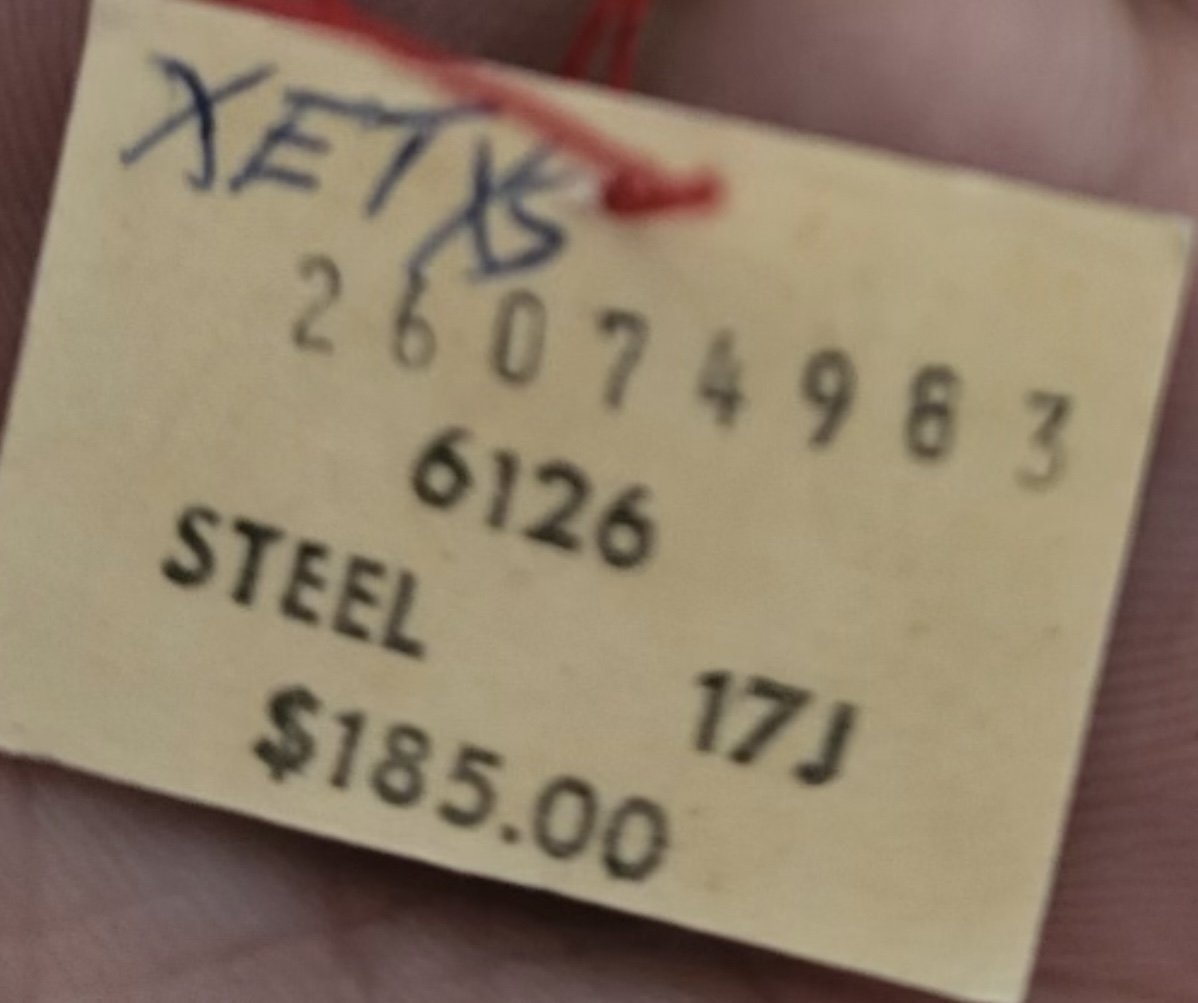 XETXS
26074983
6126
STEEL
17J
$185.00